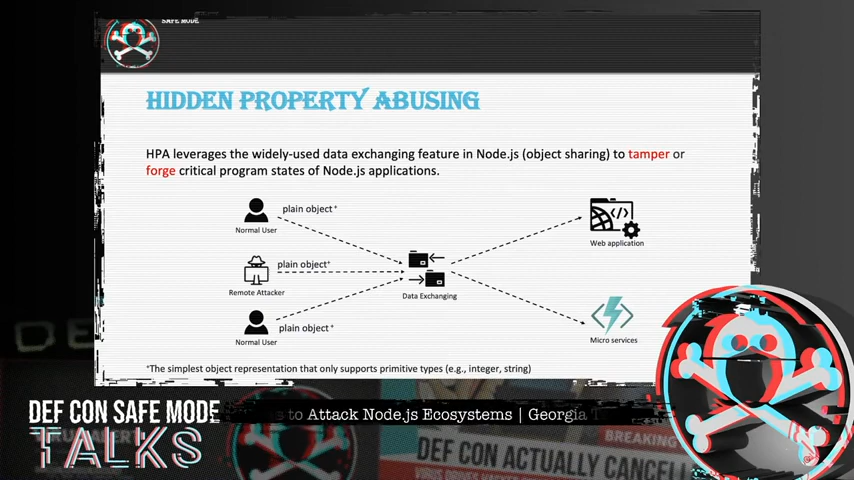 SAFE MODE
HIDDEN PROPERTY ABUSING
HPA leverages the widely-used data exchanging feature in Node.js (object sharing) to tamper or
forge critical program states of Node.js applications.
plain object⁺
Normal User
plain object⁺
Remote Attacker
plain object⁺
Normal User
Data Exchanging
Web application
Micro services
⁺The simplest object representation that only supports primitive types (e.g., integer, string)
DEF CON SAFE MODE
TALKS
to Attack Node.js Ecosystems | Georgia
BREAKING
DEF CON ACTUALLY